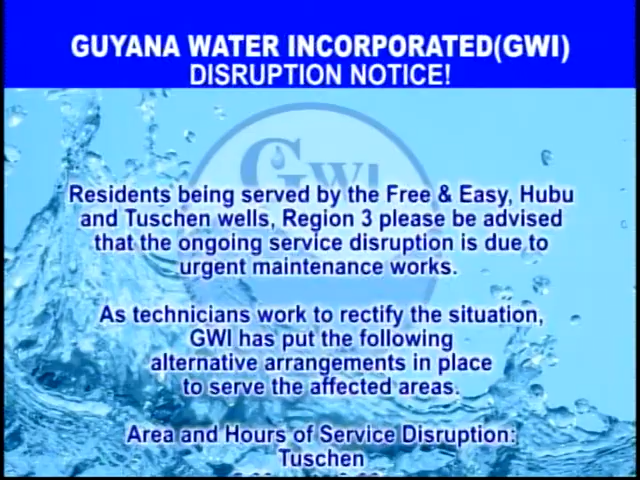 GUYANA WATER INCORPORATED(GWI)
DISRUPTION NOTICE!
GWI
Residents being served by the Free & Easy, Hubu
and Tuschen wells, Region 3 please be advised
that the ongoing service disruption is due to
urgent maintenance works.
As technicians work to rectify the situation,
GWI has put the following
alternative arrangements in place
to serve the affected areas.
Area and Hours of Service Disruption:
Tuschen